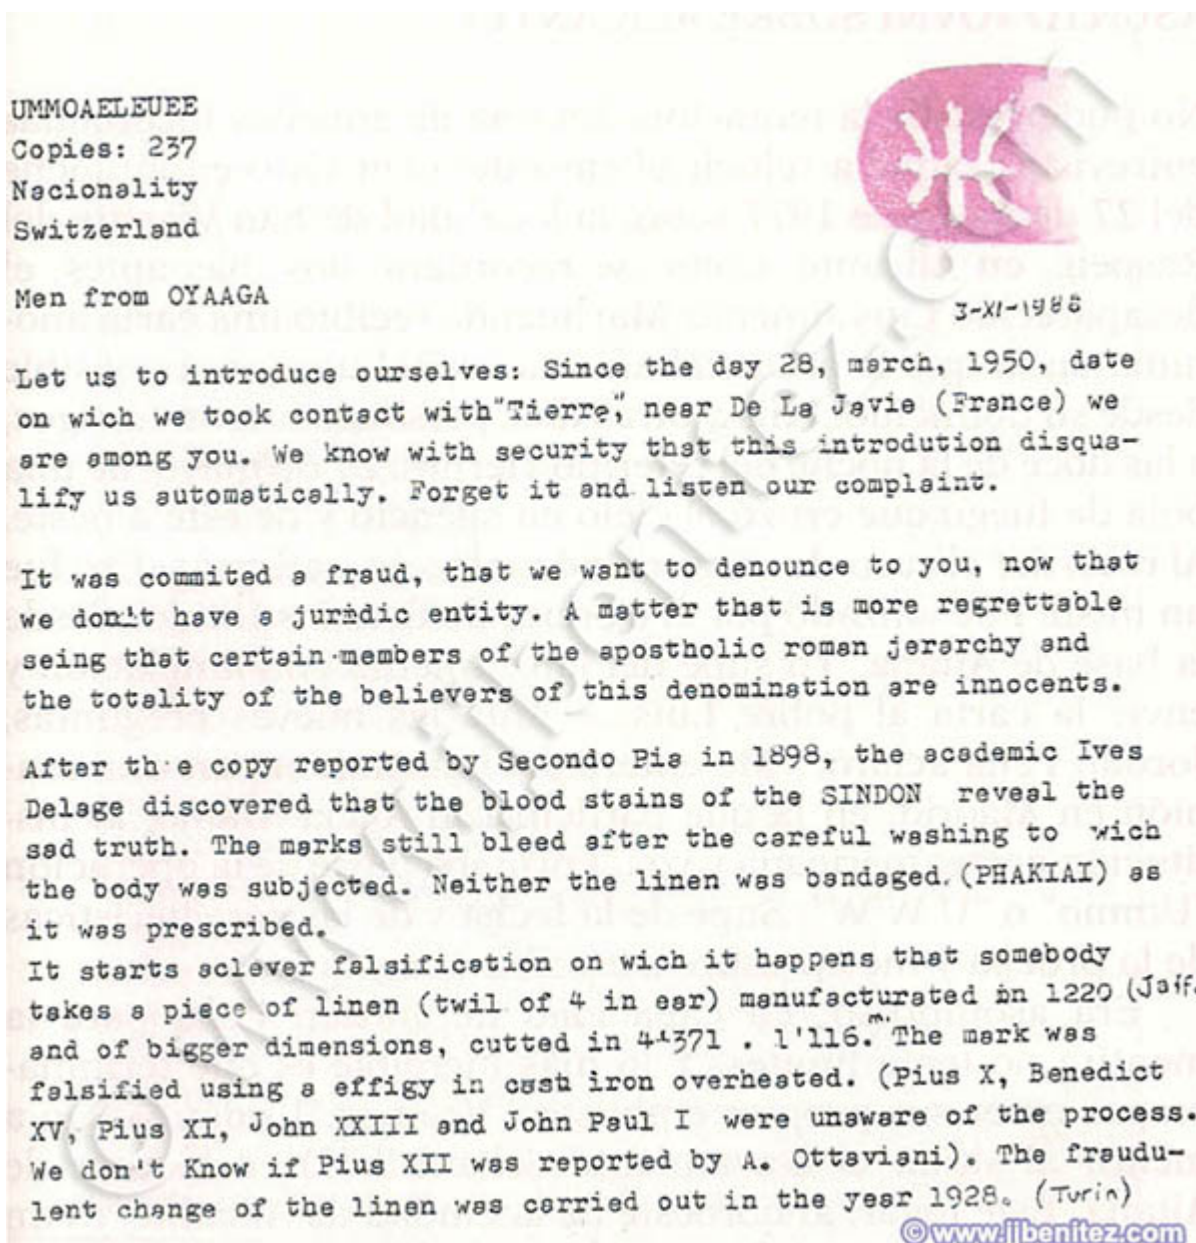 UMMOAELEUEE
Copies: 237
Nacionality
Switzerland
Men from OYAAGA
3-XI-1988
Let us to introduce ourselves: Since the day 28, march, 1950, date
on wich we took contact with "Tierra", near De La Javie (France) we
are among you. We know with security that this introdution disqua-
lify us automatically. Forget it and listen our complaint.
It was commited a fraud, that we want to denounce to you, now that
we don't have a juridic entity. A matter that is more regrettable
seing that certain members of the apostholic roman jerarchy and
the totality of the believers of this denomination are innocents.
After the copy reported by Secondo Pia in 1898, the academic Ives
Delage discovered that the blood stains of the SINDON reveal the
sad truth. The marks still bleed after the careful washing to wich
the body was subjected. Neither the linen was bandaged. (PHAKIAI) as
it was prescribed.
It starts aclever falsification on wich it happens that somebody
takes a piece of linen (twil of 4 in ear) manufacturated in 1220 (Jaff.
and of bigger dimensions, cutted in 4'371 . 1'116. m. The mark was
falsified using a effigy in cast iron overheated. (Pius X, Benedict
XV, Pius XI, John XXIII and John Paul I were unaware of the process.
We don't Know if Pius XII was reported by A. Ottaviani). The fraudu-
lent change of the linen was carried out in the year 1928. (Turin)
© www.jjbenitez.com
© www.jjbenitez.com